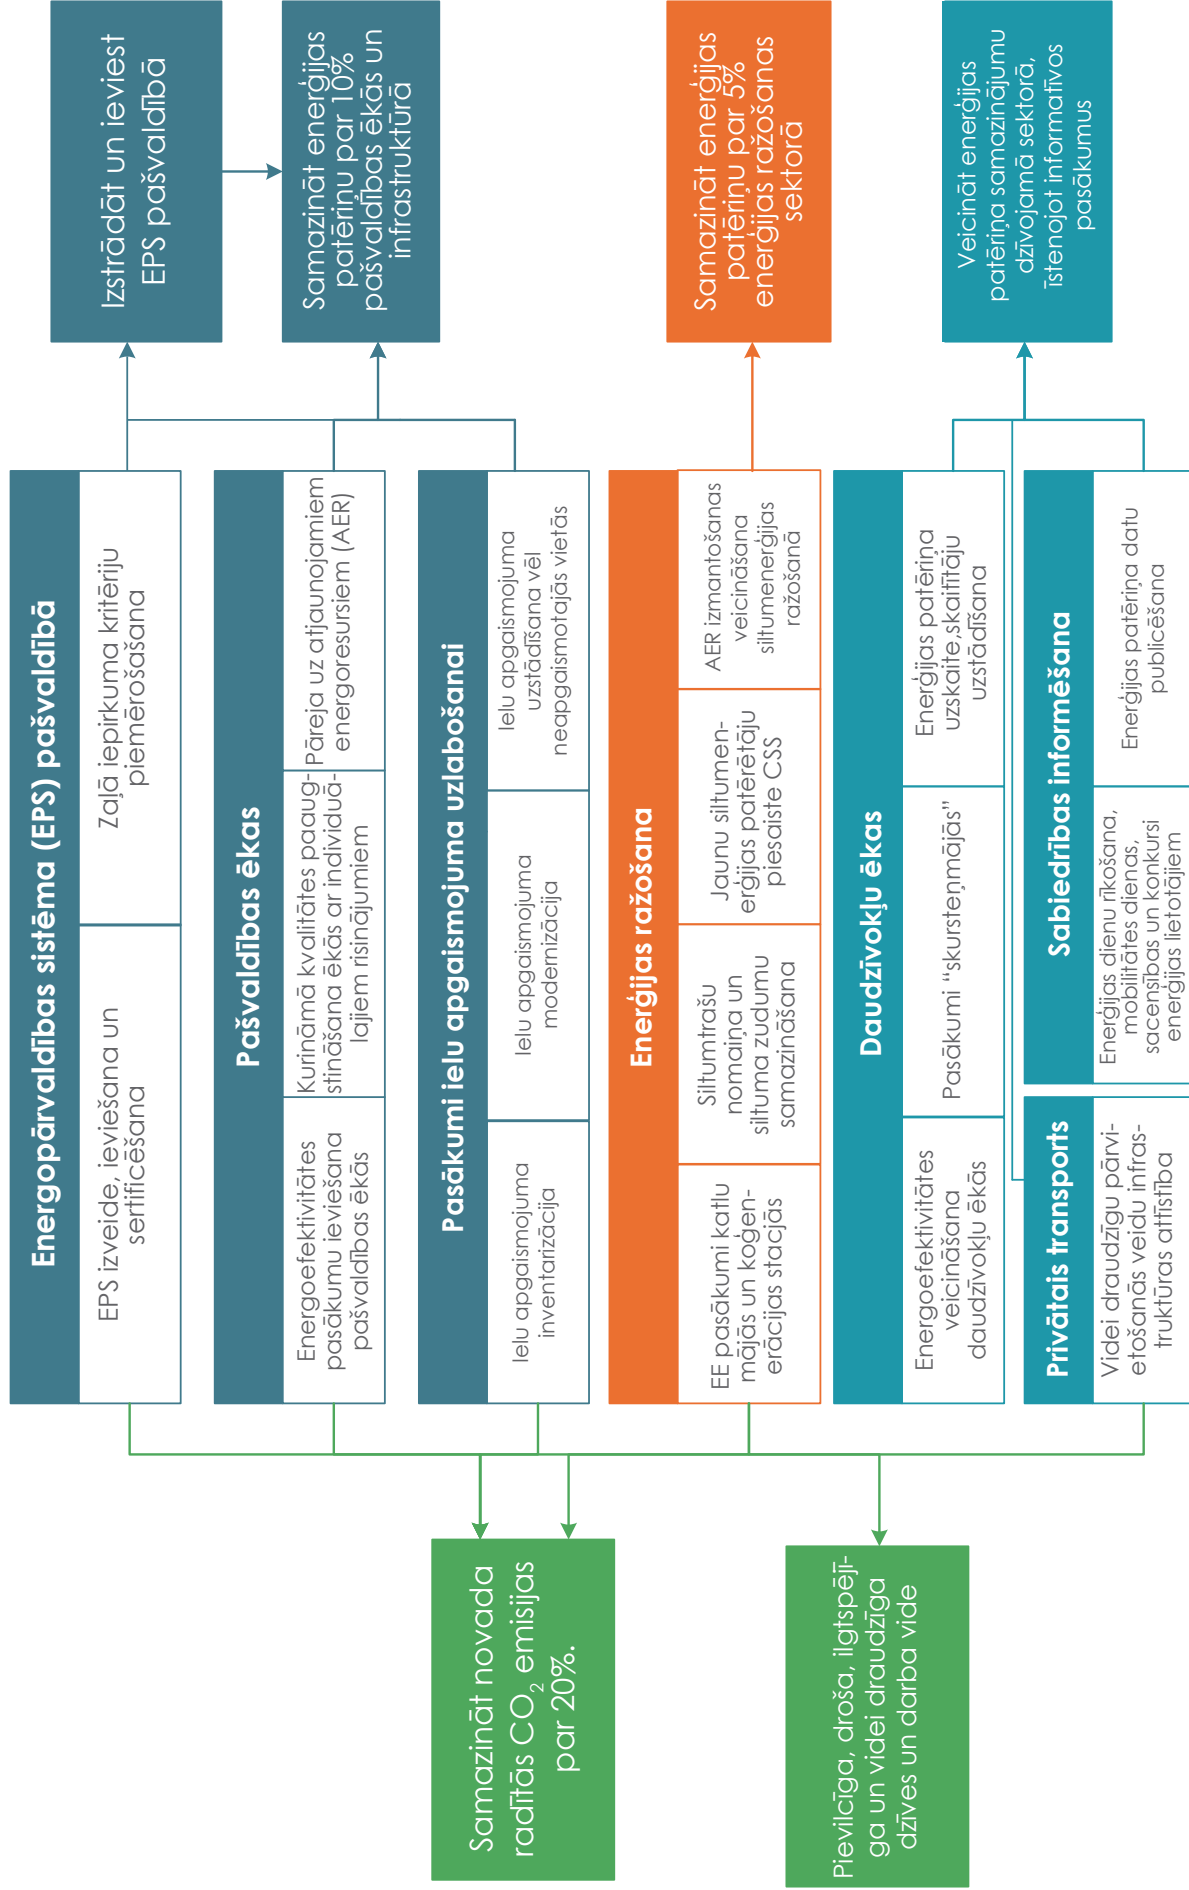 Samazināt novada
radītās CO₂ emisijas
par 20%.
Pievilcīga, droša, ilgtspēji-
ga un videi draudzīga
dzīves un darba vide
Energopārvaldības sistēma (EPS) pašvaldībā
EPS izveide, ieviešana un
sertificēšana
Zaļā iepirkuma kritēriju
piemērošašana
Pašvaldības ēkas
Energoefektivitātes
pasākumu ieviešana
pašvaldības ēkās
Kurināmā kvalitātes paaug-
stināšana ēkās ar individuā-
lajiem risinājumiem
Pāreja uz atjaunojamiem
energoresursiem (AER)
Pasākumi ielu apgaismojuma uzlabošanai
Ielu apgaismojuma
inventarizācija
Ielu apgaismojuma
modernizācija
Ielu apgaismojuma
uzstādīšana vēl
neapgaismotajās vietās
Enerģijas ražošana
EE pasākumi katlu
mājās un koģen-
erācijas stacjās
Siltumtrašu
nomaiņa un
siltuma zudumu
samazināšana
Jaunu siltumen-
erģijas patērētāju
piesaiste CSS
AER izmantošanas
veicināšana
siltumenerģijas
ražošanā
Daudzīvokļu ēkas
Energoefektivitātes
veicināšana
daudzīvokļu ēkās
Pasākumi “skursteņmājās”
Enerģijas patēriņa
uzskaite,skaitītāju
uzstādīšana
Privātais transports
Videi draudzīgu pārvi-
etošanās veidu infras-
truktūras attīstība
Sabiedrības informēšana
Enerģijas dienu rīkošana,
mobilitātes dienas,
sacensības un konkursi
enerģijas lietotājiem
Enerģijas patēriņa datu
publicēšana
Izstrādāt un ieviest
EPS pašvaldībā
Samazināt enerģijas
patēriņu par 10%
pašvaldības ēkās un
infrastruktūrā
Samazināt enerģijas
patēriņu par 5%
enerģijas ražošanas
sektorā
Veicināt enerģijas
patēriņa samazinājumu
dzīvojamā sektorā,
īstenojot informatīvos
pasākumus